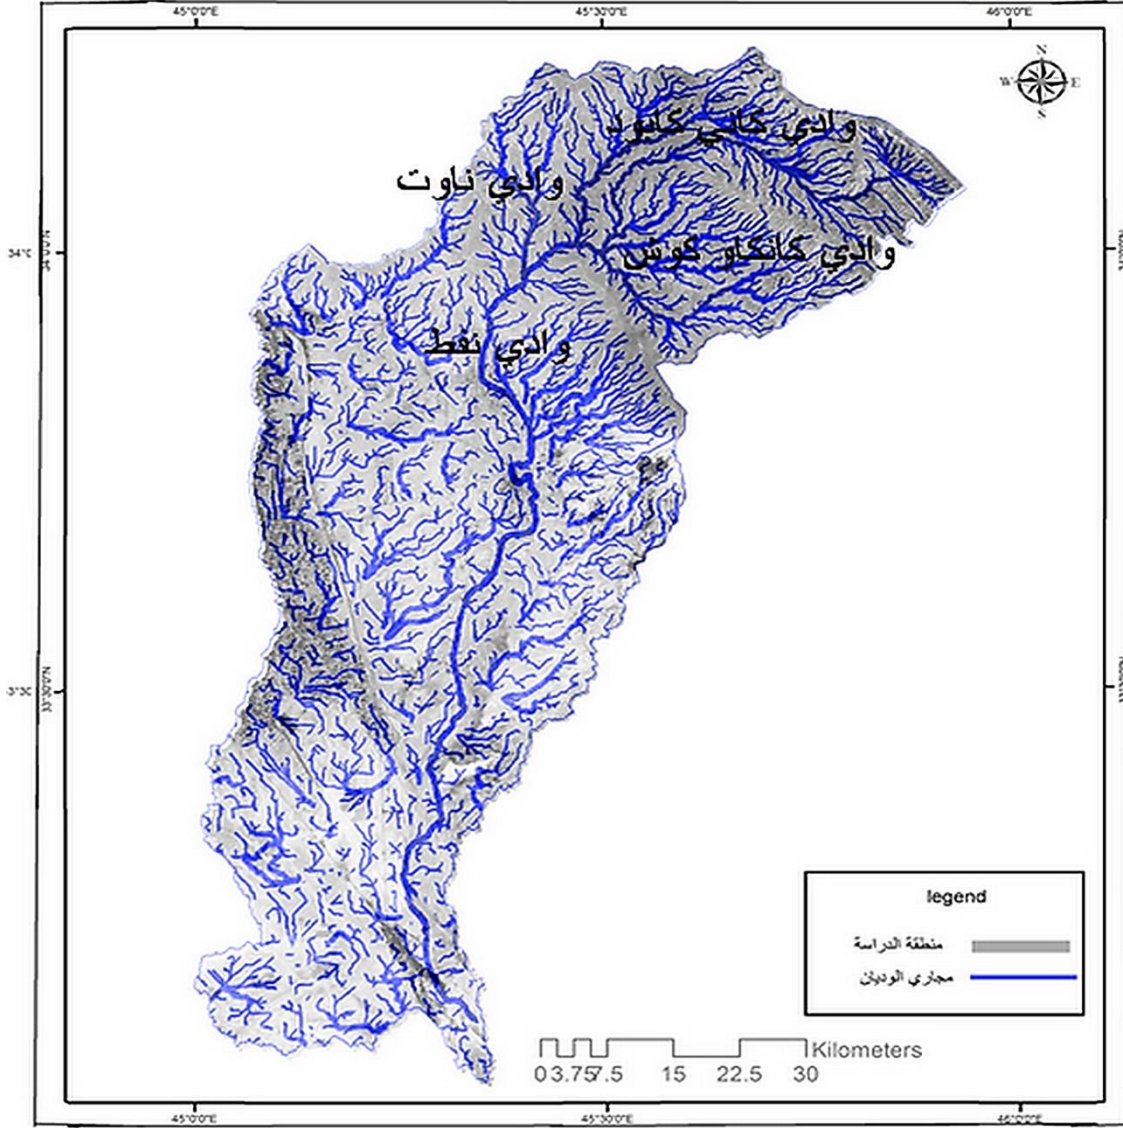 45°0'0"E 45°30'0"E 46°0'0"E
N
W E
S
وادي كاني كابود
وادي ناوت
وادي كانكاو كوش
34°0'0"N
وادي نفط
33°30'0"N
legend
منطقة الدراسة
مجاري الوديان
Kilometers
0 3.75 7.5 15 22.5 30
45°0'0"E 45°30'0"E 46°0'0"E